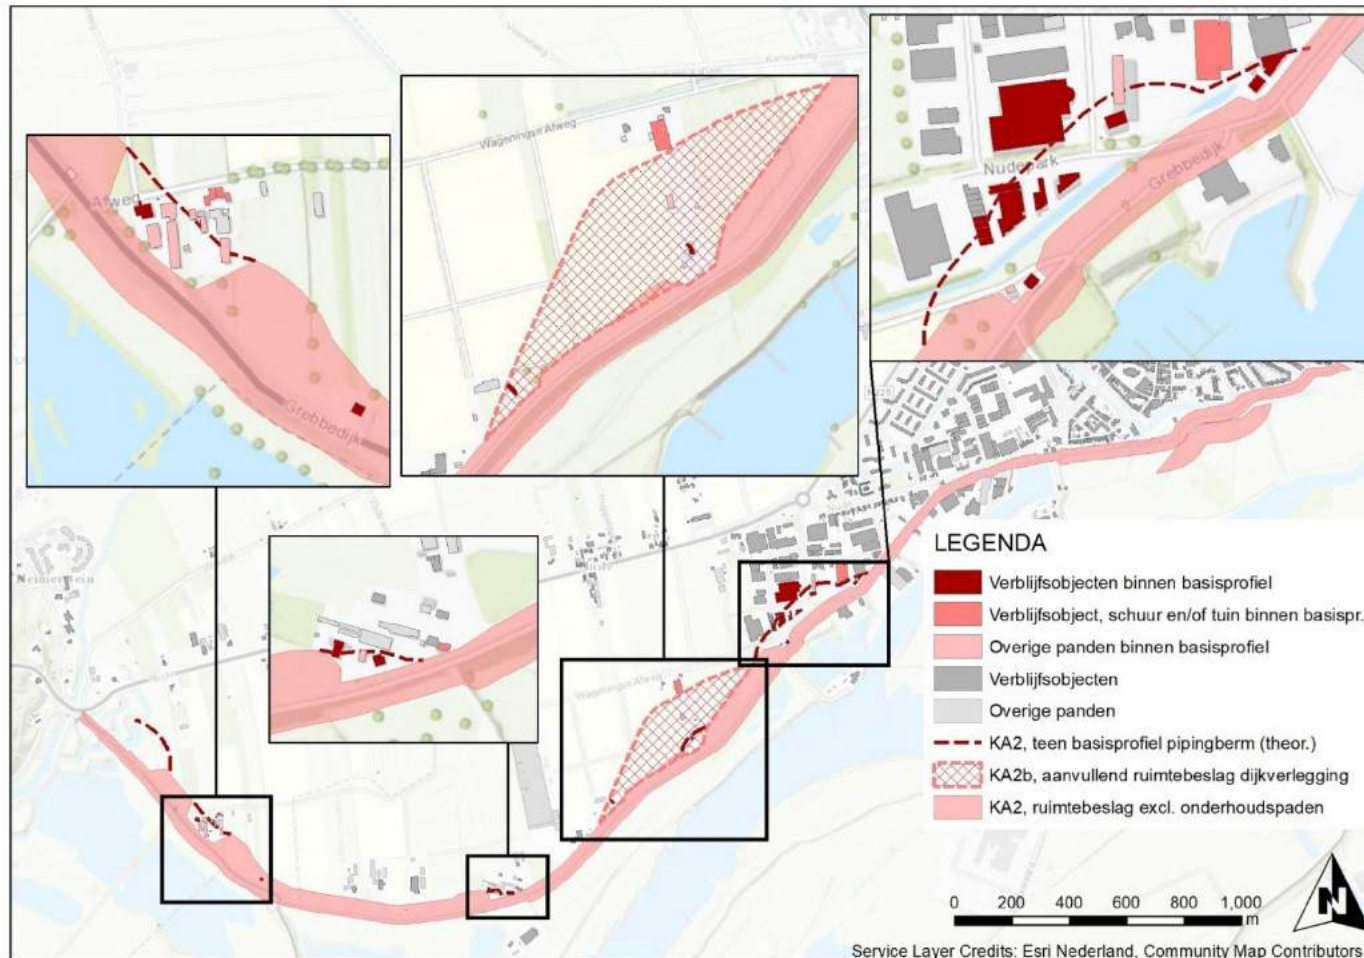 Wageningse Afweg
Afweg
Nudepark
Grebbedijk
Grebbedijk
Wageningse Afweg
LEGENDA
Verblijfsobjecten binnen basisprofiel
Verblijfsobject, schuur en/of tuin binnen basispr.
Overige panden binnen basisprofiel
Verblijfsobjecten
Overige panden
KA2, teen basisprofiel pipingberm (theor.)
KA2b, aanvullend ruimtebeslag dijkverlegging
KA2, ruimtebeslag excl. onderhoudspaden
0 200 400 600 800 1,000
m
N
Service Layer Credits: Esri Nederland, Community Map Contributors